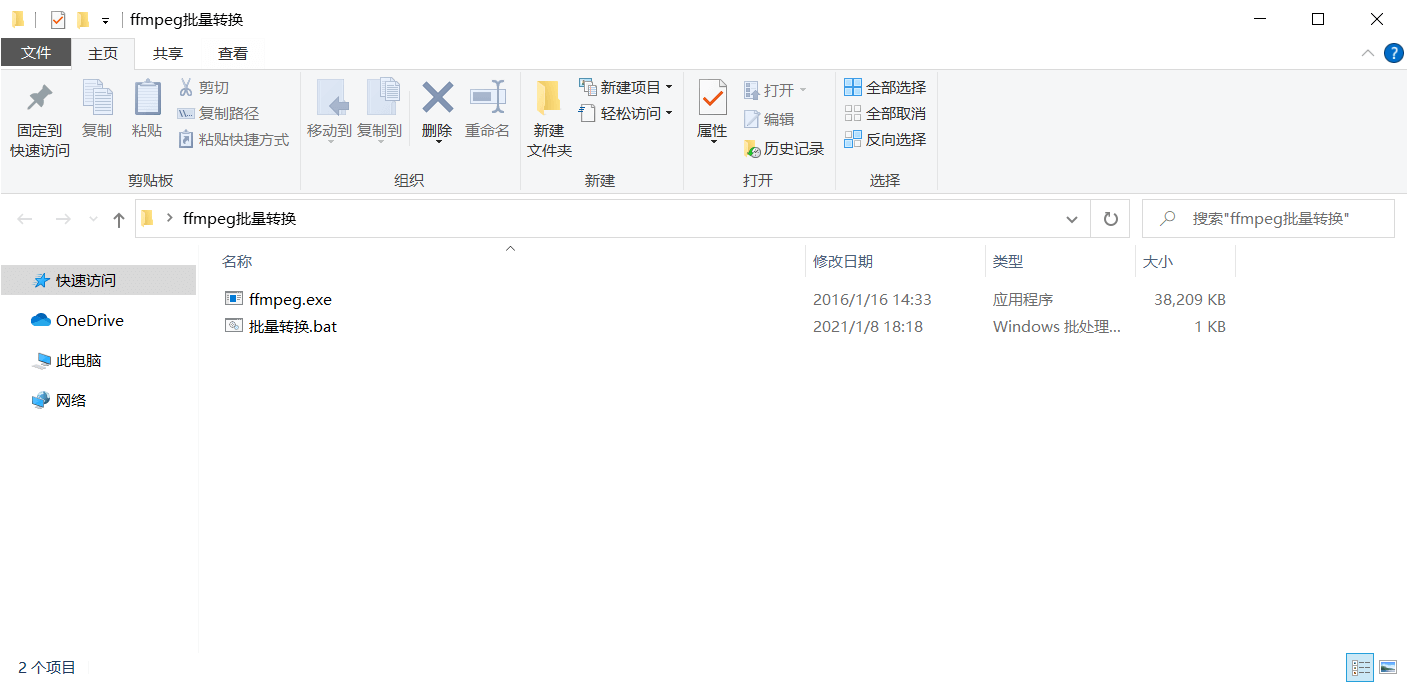 ffmpeg批量转换
文件 主页 共享 查看
固定到
快速访问
复制
粘贴
剪切
复制路径
粘贴快捷方式
剪贴板
移动到 复制到
删除 重命名
组织
新建
文件夹
新建项目
轻松访问
新建
属性
打开
编辑
历史记录
打开
全部选择
全部取消
反向选择
选择
ffmpeg批量转换
搜索"ffmpeg批量转换"
快速访问
OneDrive
此电脑
网络
名称 修改日期 类型 大小
ffmpeg.exe 2016/1/16 14:33 应用程序 38,209 KB
批量转换.bat 2021/1/8 18:18 Windows 批处理... 1 KB
2 个项目